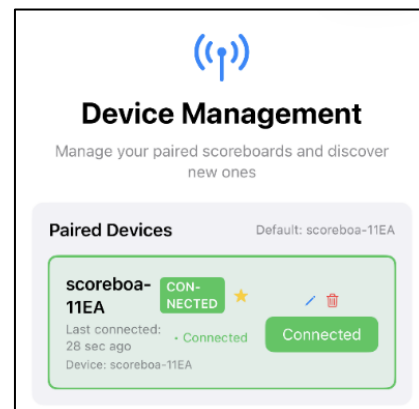 Device Management
Manage your paired scoreboards and discover
new ones
Paired Devices
Default: scoreboa-11EA
scoreboa-
11EA
CON-
NECTED
Last connected:
28 sec ago
• Connected
Device: scoreboa-11EA
Connected